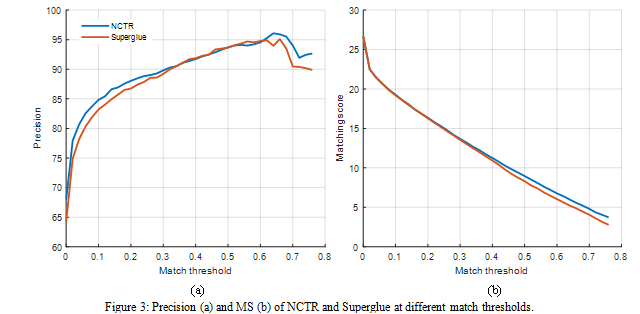 100
95
90
85
80
75
70
65
60
Precision
NCTR
Superglue
0 0.1 0.2 0.3 0.4 0.5 0.6 0.7 0.8
Match threshold
(a)
30
25
20
15
10
5
0
Matchingscore
0 0.1 0.2 0.3 0.4 0.5 0.6 0.7 0.8
Match threshold
(b)
Figure 3: Precision (a) and MS (b) of NCTR and Superglue at different match thresholds.